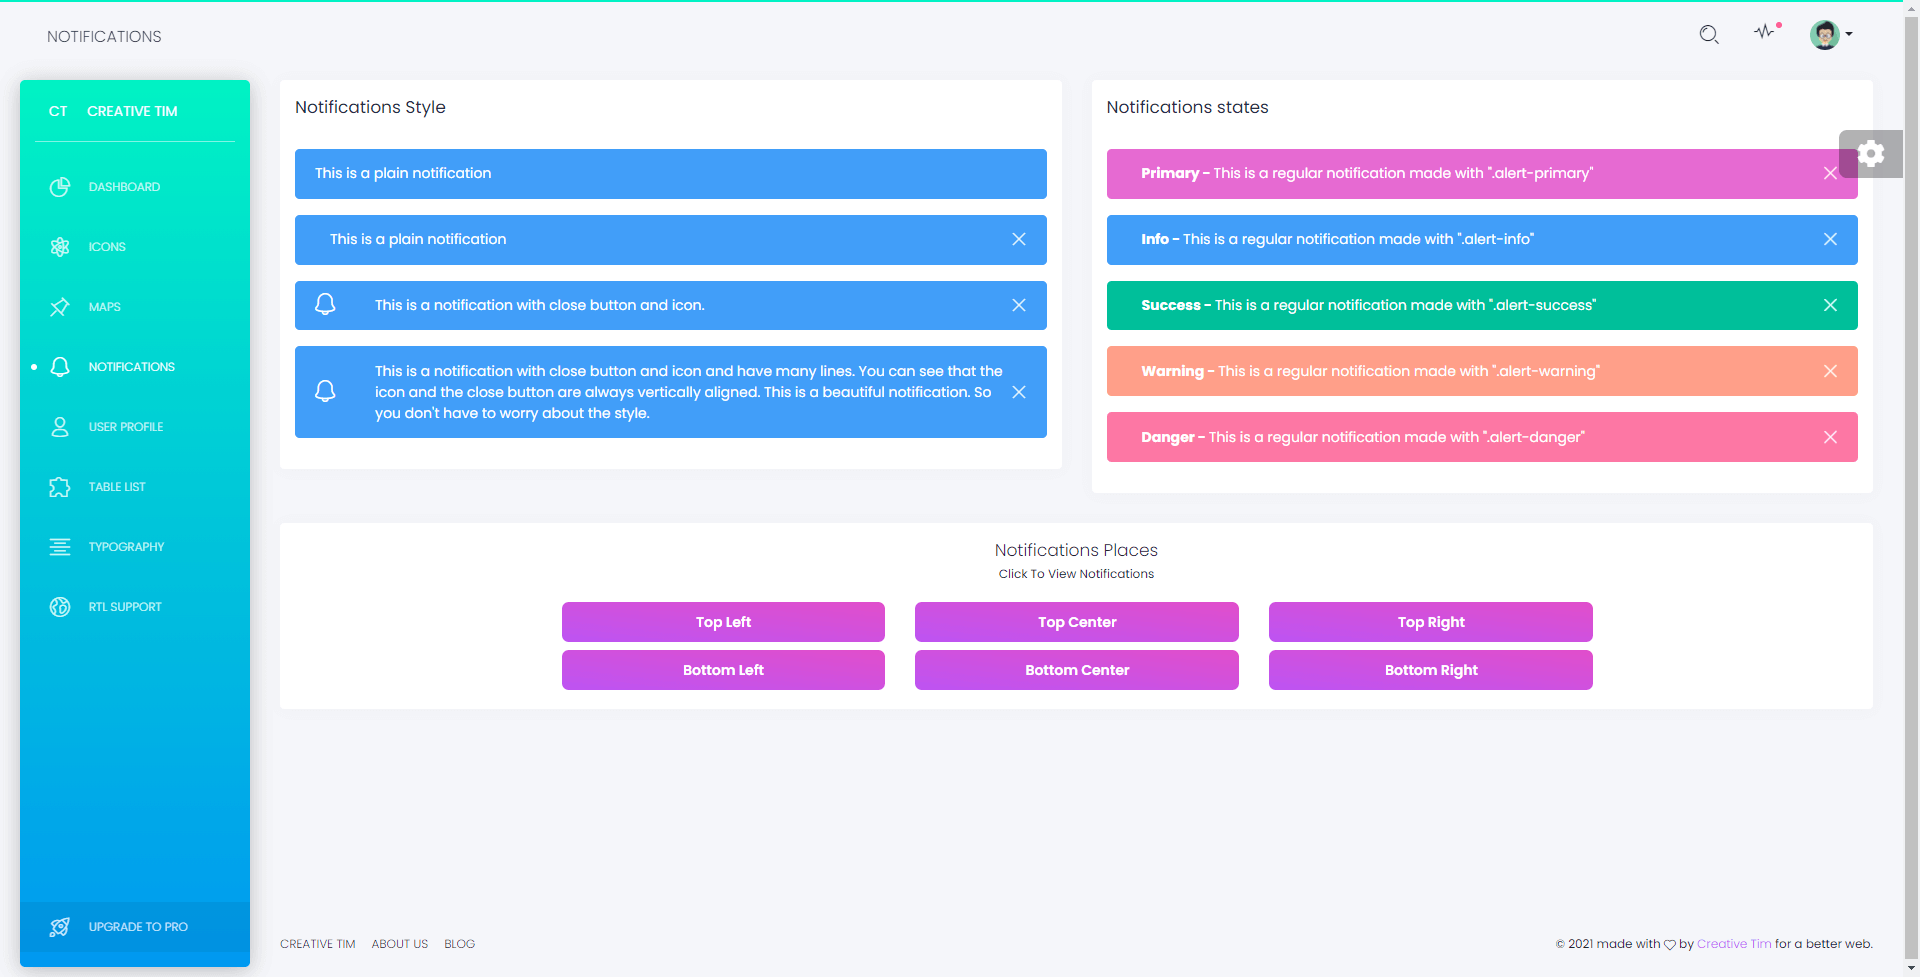 NOTIFICATIONS
CT CREATIVE TIM
DASHBOARD
ICONS
MAPS
NOTIFICATIONS
USER PROFILE
TABLE LIST
TYPOGRAPHY
RTL SUPPORT
UPGRADE TO PRO
Notifications Style
This is a plain notification
This is a plain notification
This is a notification with close button and icon.
This is a notification with close button and icon and have many lines. You can see that the
icon and the close button are always vertically aligned. This is a beautiful notification. So
you don't have to worry about the style.
Notifications states
Primary - This is a regular notification made with ".alert-primary"
Info - This is a regular notification made with ".alert-info"
Success - This is a regular notification made with ".alert-success"
Warning - This is a regular notification made with ".alert-warning"
Danger - This is a regular notification made with ".alert-danger"
Notifications Places
Click To View Notifications
Top Left Top Center Top Right
Bottom Left Bottom Center Bottom Right
CREATIVE TIM ABOUT US BLOG
© 2021 made with ♡ by Creative Tim for a better web.